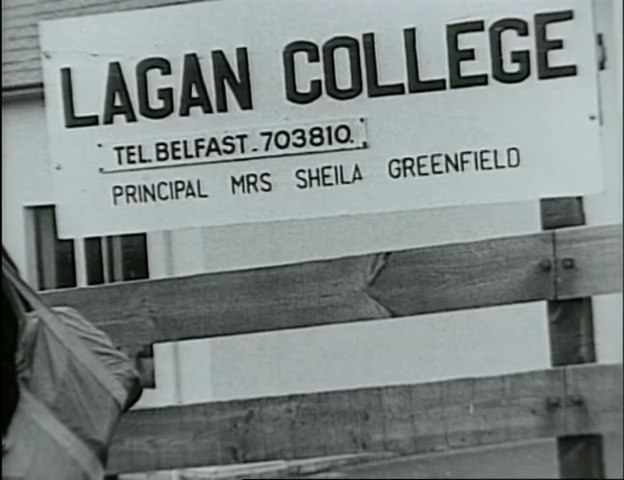 LAGAN COLLEGE
TEL. BELFAST - 703810.
PRINCIPAL MRS SHEILA GREENFIELD